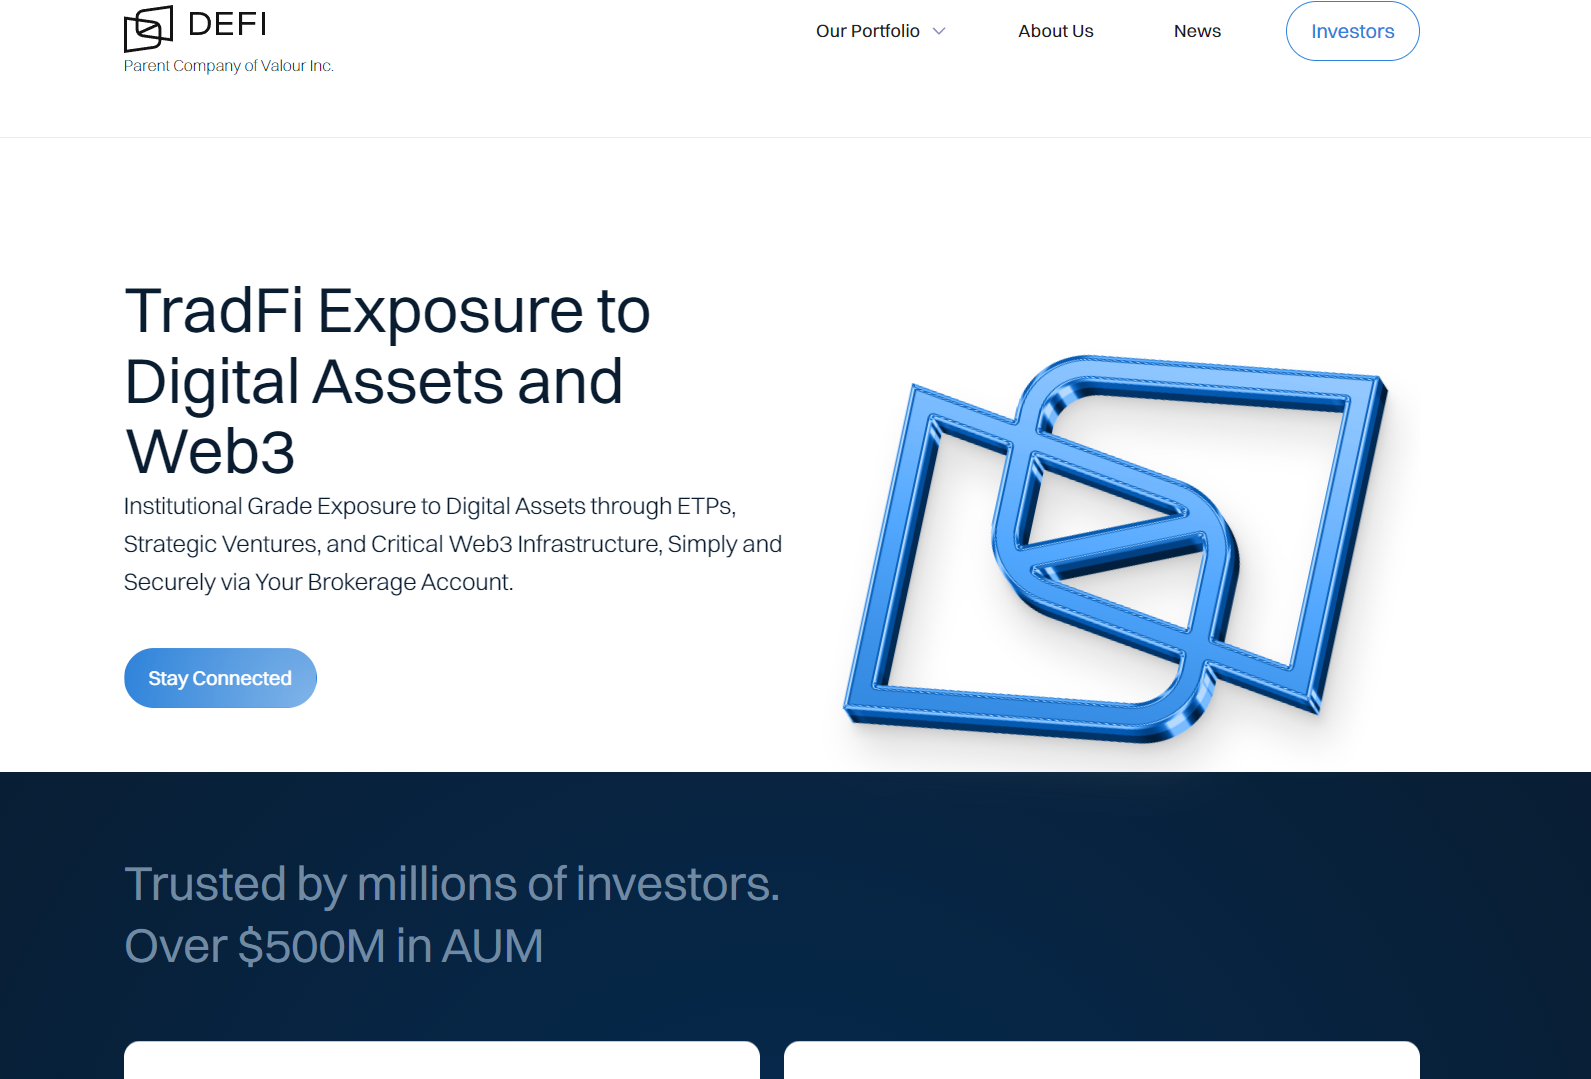 DEFI
Parent Company of Valour Inc.
Our Portfolio
About Us
News
Investors
TradFi Exposure to
Digital Assets and
Web3
Institutional Grade Exposure to Digital Assets through ETPs,
Strategic Ventures, and Critical Web3 Infrastructure, Simply and
Securely via Your Brokerage Account.
Stay Connected
Trusted by millions of investors.
Over $500M in AUM